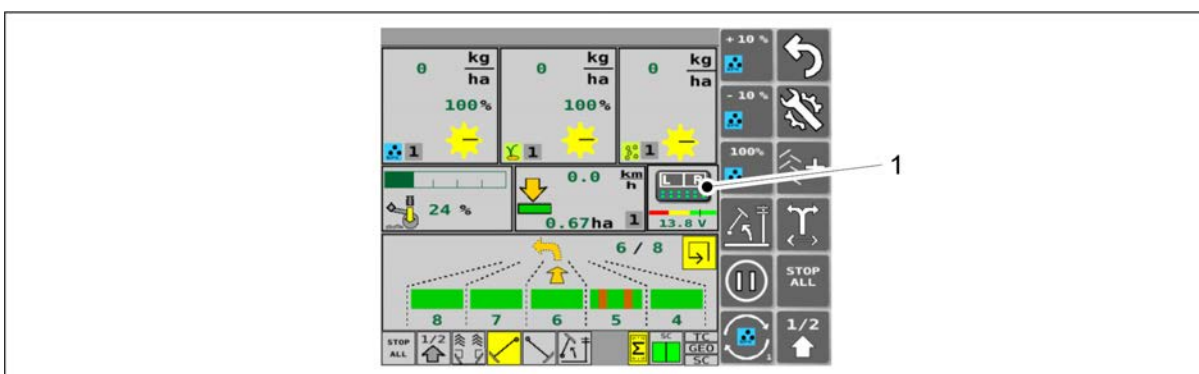 0 kg/ha 0 kg/ha 0 kg/ha
100% 100%
1 1 1
24 %
0.0 km/h
0.67ha 1
L R
13.8 V
6 / 8
8 7 6 5 4
STOP ALL
1/2
Σ
SC
TC
GEO
SC
+10 %
- 10 %
100%
STOP ALL
1/2
1
1